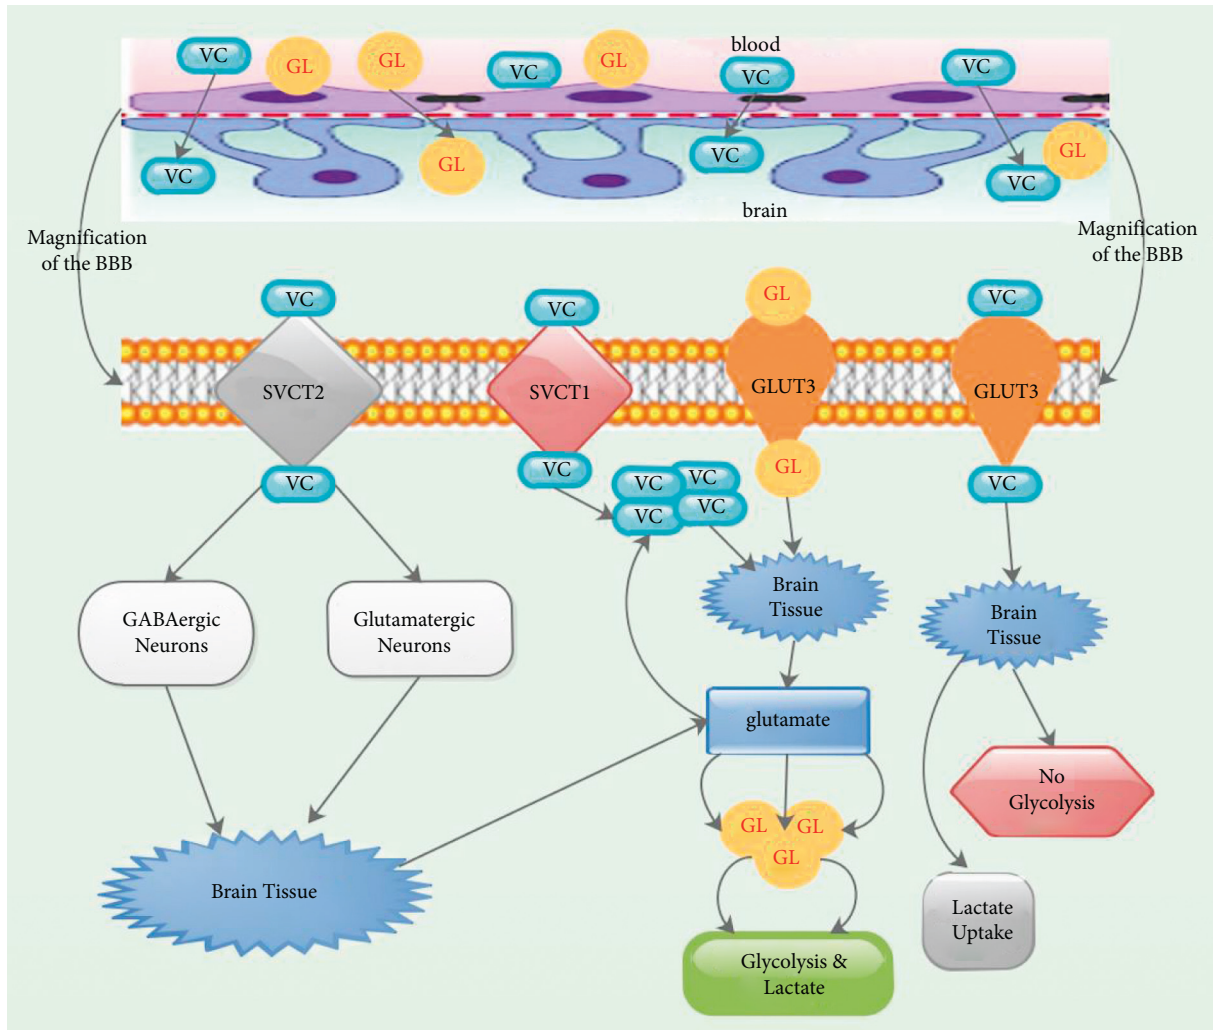 blood
VC
GL
GL
VC
GL
VC
VC
VC
GL
VC
GL
VC
VC
brain
Magnification
of the BBB
Magnification
of the BBB
VC
VC
GL
VC
SVCT2
SVCT1
GLUT3
GLUT3
VC
VC
VC
VC
VC
VC
GL
VC
GABAergic
Neurons
Glutamatergic
Neurons
Brain
Tissue
Brain
Tissue
glutamate
No
Glycolysis
GL
GL
GL
Brain Tissue
Lactate
Uptake
Glycolysis &
Lactate